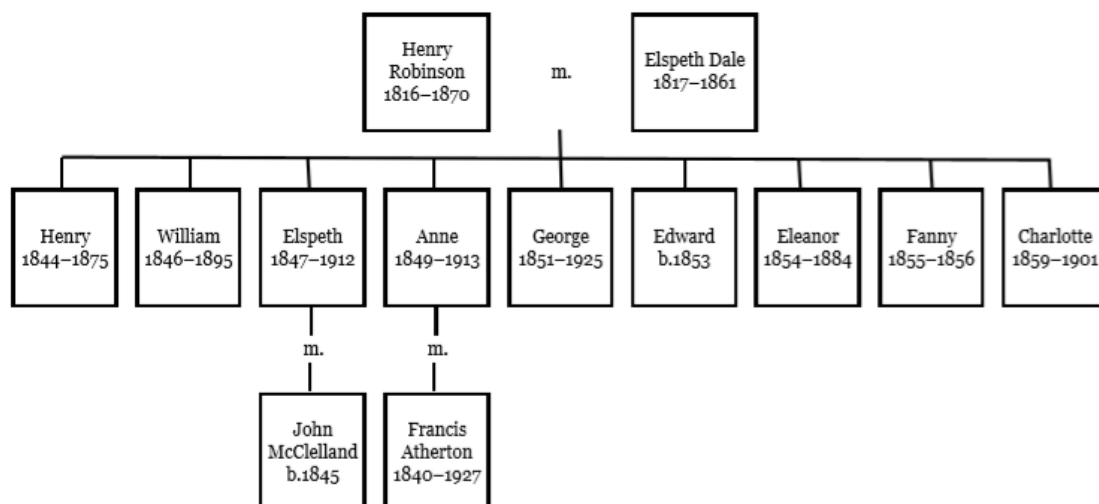 Henry
Robinson
1816–1870
m.
Elspeth Dale
1817–1861
Henry
1844–1875
William
1846–1895
Elspeth
1847–1912
Anne
1849–1913
George
1851–1925
Edward
b.1853
Eleanor
1854–1884
Fanny
1855–1856
Charlotte
1859–1901
m.
m.
John
McClelland
b.1845
Francis
Atherton
1840–1927